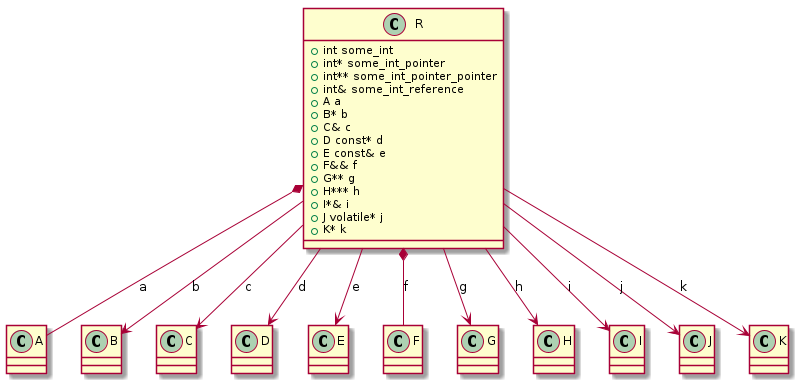 C R
int some_int
int* some_int_pointer
int** some_int_pointer_pointer
int& some_int_reference
A a
B* b
C& c
D const* d
E const& e
F&& f
G** g
H*** h
I*& i
J volatile* j
K* k
a b c d e f g h i j k
C A C B C C C D C E C F C G C H C I C J C K